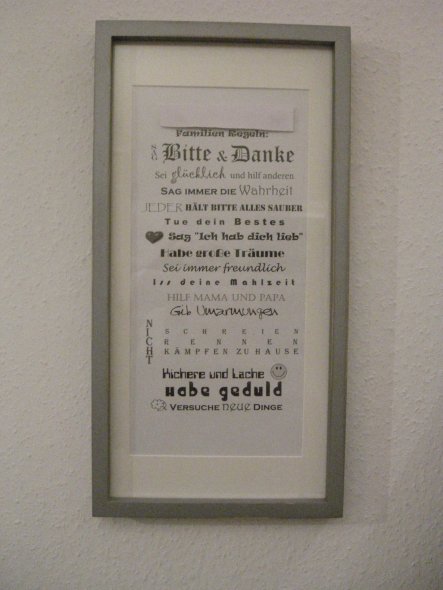 Familien Regeln:
SAG Bitte & Danke
Sei glücklich und hilf anderen
SAG IMMER DIE Wahrheit
JEDER HÄLT BITTE ALLES SAUBER
Tue dein Bestes
Sag "Ich hab dich lieb"
Habe große Träume
Sei immer freundlich
Iss deine Mahlzeit
HILF MAMA UND PAPA
Gib Umarmungen
NICHT
SCHREIEN
RENNEN
KÄMPFEN ZUHAUSE
Kichere und Lache
habe geduld
VERSUCHE neue DINGE